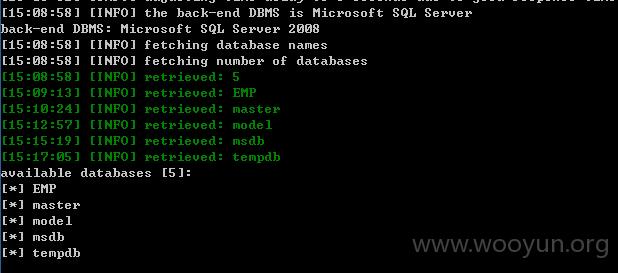 [15:08:58] [INFO] the back-end DBMS is Microsoft SQL Server
back-end DBMS: Microsoft SQL Server 2008
[15:08:58] [INFO] fetching database names
[15:08:58] [INFO] fetching number of databases
[15:08:58] [INFO] retrieved: 5
[15:09:13] [INFO] retrieved: EMP
[15:10:24] [INFO] retrieved: master
[15:12:57] [INFO] retrieved: model
[15:15:19] [INFO] retrieved: msdb
[15:17:05] [INFO] retrieved: tempdb
available databases [5]:
[*] EMP
[*] master
[*] model
[*] msdb
[*] tempdb
www.wooyun.org